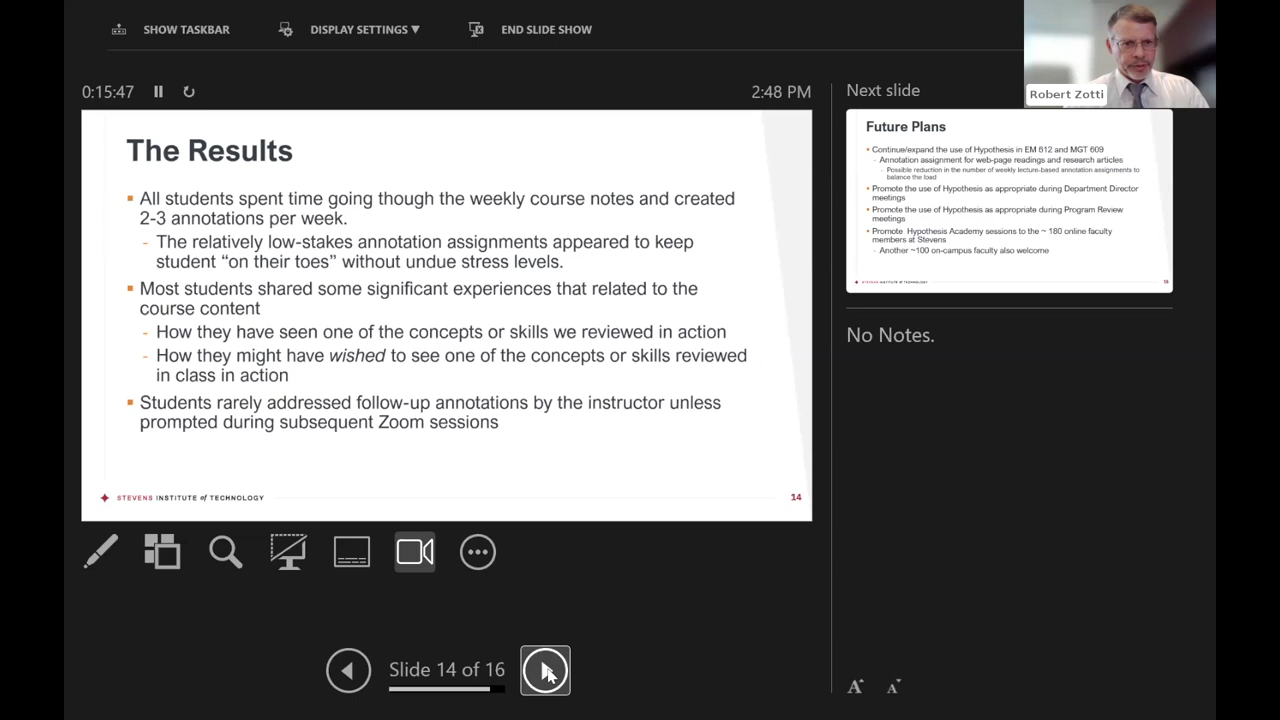 SHOW TASKBAR
DISPLAY SETTINGS ▼
END SLIDE SHOW
Robert Zotti
0:15:47
2:48 PM
The Results
▪ All students spent time going though the weekly course notes and created
2-3 annotations per week.
- The relatively low-stakes annotation assignments appeared to keep
student “on their toes” without undue stress levels.
▪ Most students shared some significant experiences that related to the
course content
- How they have seen one of the concepts or skills we reviewed in action
- How they might have wished to see one of the concepts or skills reviewed
in class in action
▪ Students rarely addressed follow-up annotations by the instructor unless
prompted during subsequent Zoom sessions
STEVENS INSTITUTE of TECHNOLOGY
14
Slide 14 of 16
Next slide
Future Plans
▪ Continue/expand the use of Hypothesis in EM 612 and MGT 609
- Annotation assignment for web-page readings and research articles
- Possible reduction in the number of weekly lecture-based annotation assignments to
balance the load
▪ Promote the use of Hypothesis as appropriate during Department Director
meetings
▪ Promote the use of Hypothesis as appropriate during Program Review
meetings
▪ Promote Hypothesis Academy sessions to the ~ 180 online faculty
members at Stevens
- Another ~100 on-campus faculty also welcome
STEVENS INSTITUTE of TECHNOLOGY
15
No Notes.
A A